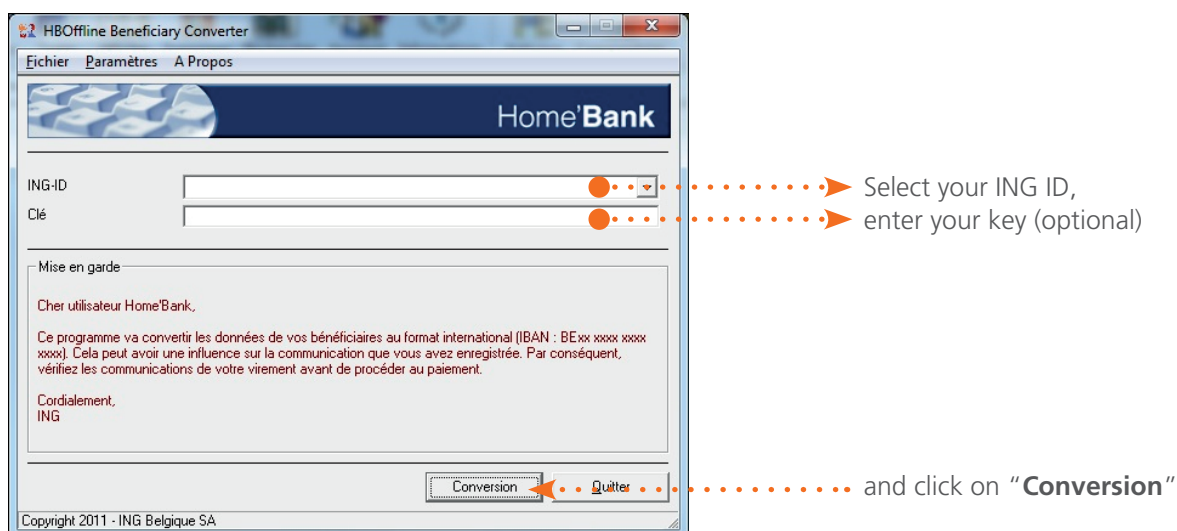 HBOffline Beneficiary Converter
Fichier Paramètres A Propos
Home'Bank
ING-ID
Select your ING ID,
Clé
enter your key (optional)
Mise en garde
Cher utilisateur Home'Bank,
Ce programme va convertir les données de vos bénéficiaires au format international (IBAN : BExx xxxx xxxx
xxxx). Cela peut avoir une influence sur la communication que vous avez enregistrée. Par conséquent,
vérifiez les communications de votre virement avant de procéder au paiement.
Cordialement,
ING
Conversion Quitter
and click on “Conversion”
Copyright 2011 - ING Belgique SA